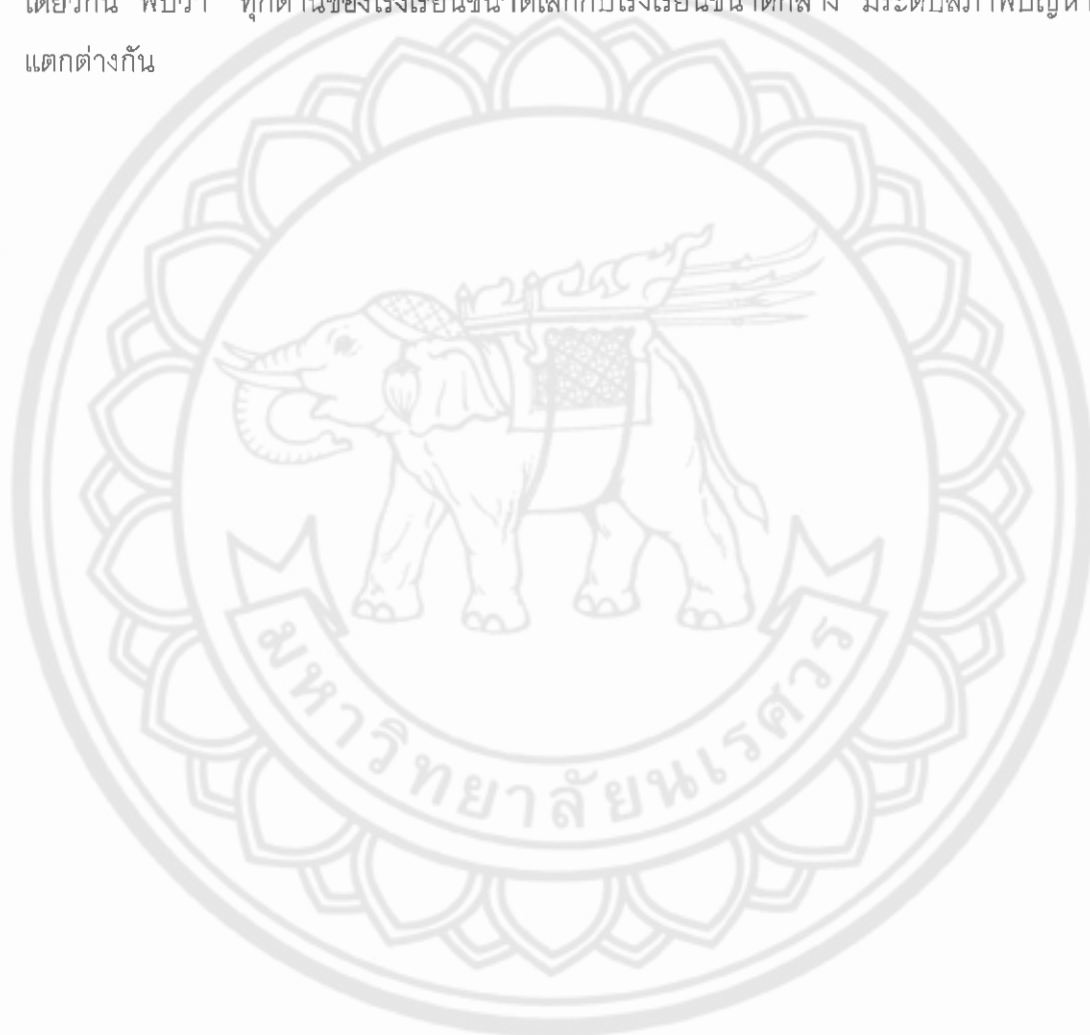 เดียวกัน พบว่า ทุกด้านของโรงเรียนขนาดเล็กกับโรงเรียนขนาดกลาง มีระดับสภาพปัญหา
แตกต่างกัน
มหาวิทยาลัยนเรศวร